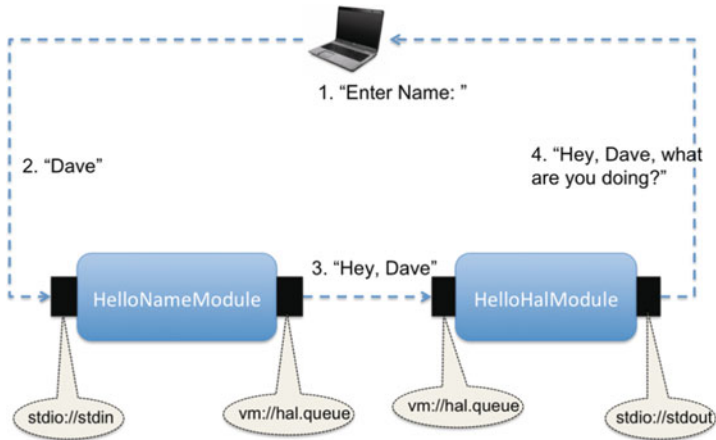 1. “Enter Name: ”
2. “Dave”
4. “Hey, Dave, what
are you doing?”
3. “Hey, Dave”
HelloNameModule
HelloHalModule
stdio://stdin
vm://hal.queue
vm://hal.queue
stdio://stdout